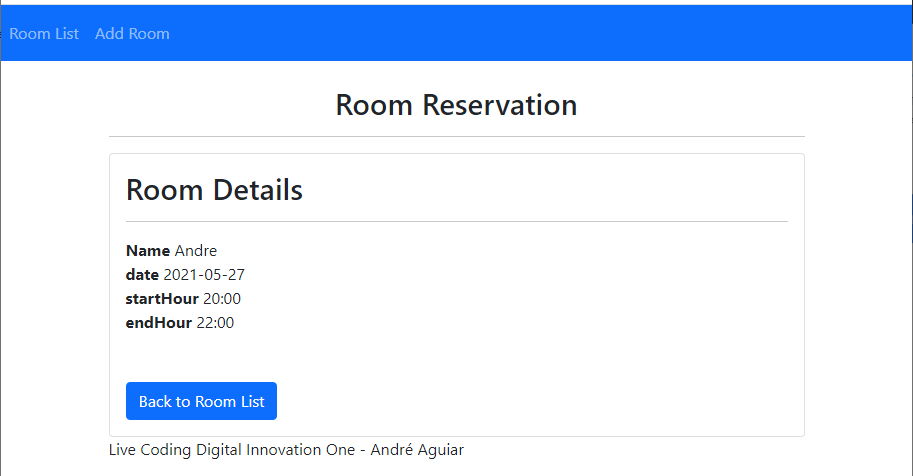 Room List Add Room
Room Reservation
Room Details
Name Andre
date 2021-05-27
startHour 20:00
endHour 22:00
Back to Room List
Live Coding Digital Innovation One - André Aguiar